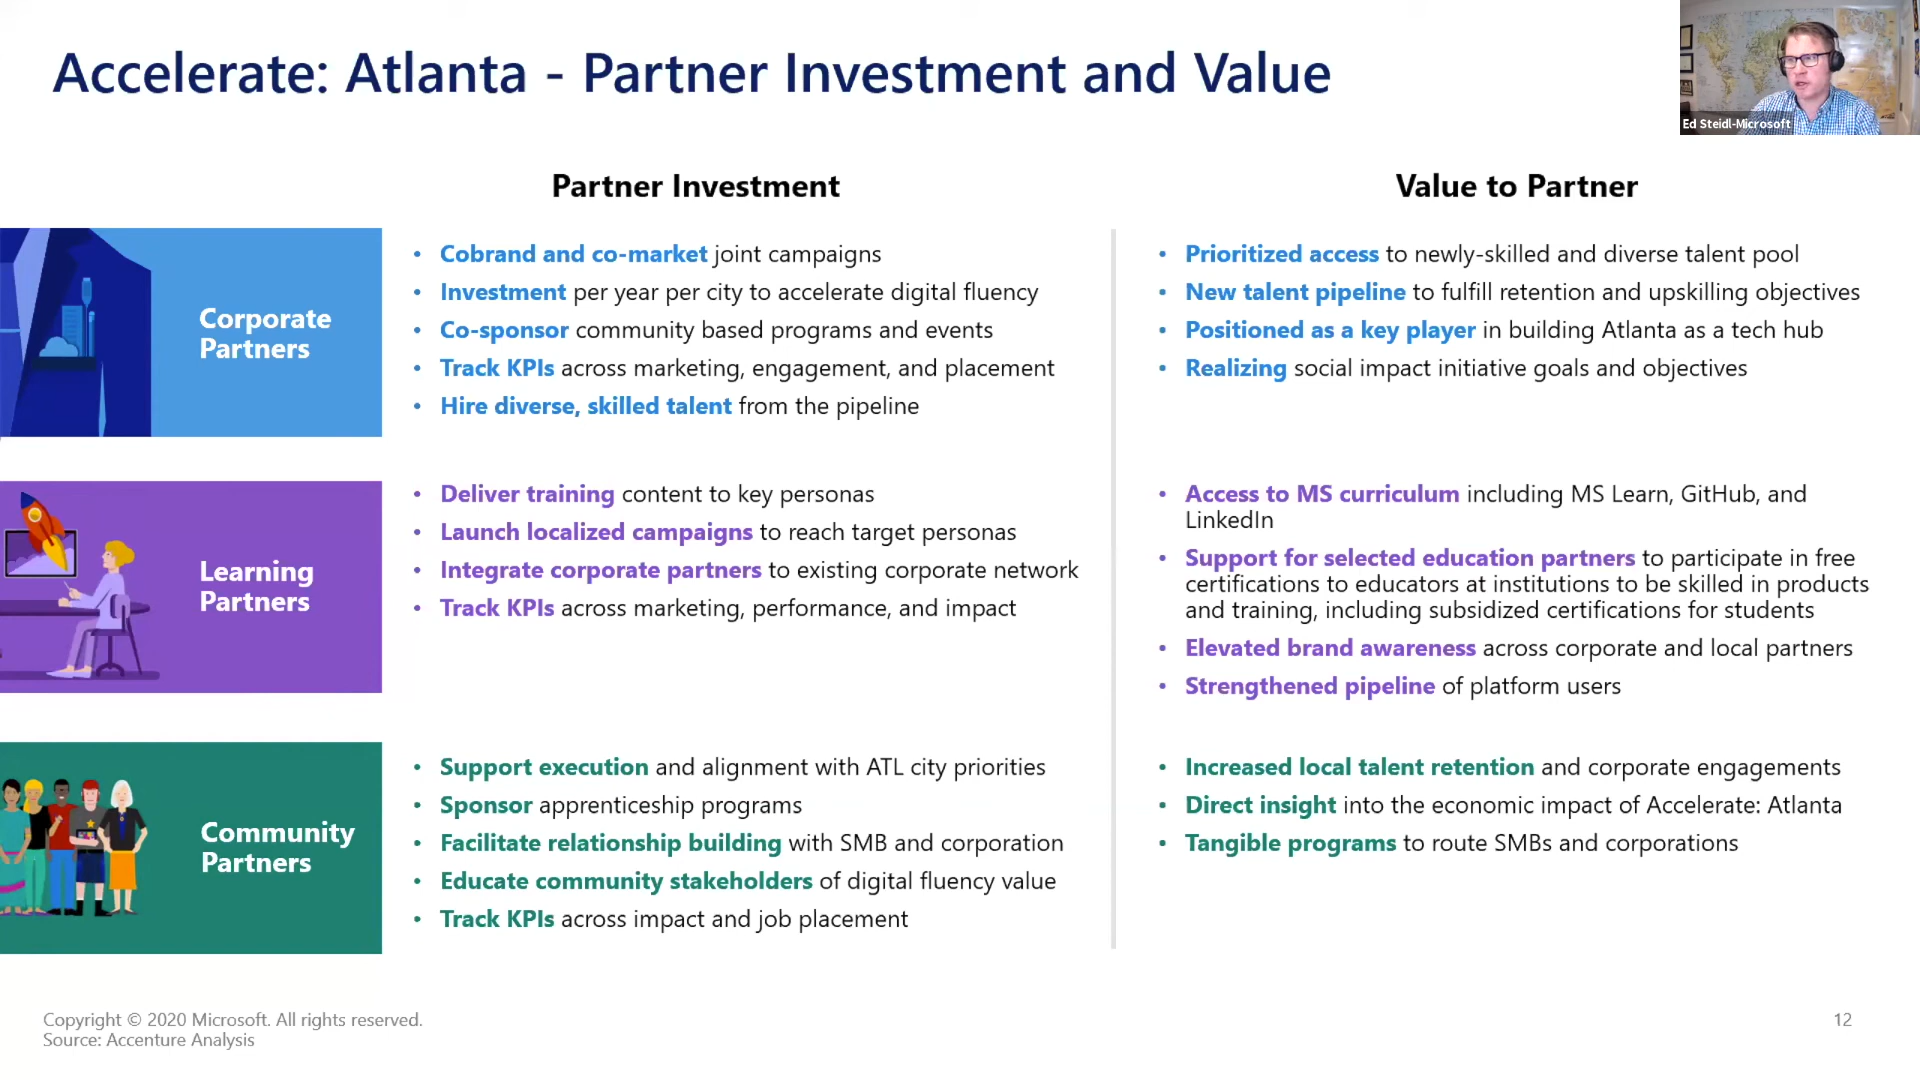 Accelerate: Atlanta - Partner Investment and Value
Ed Steidl-Microsoft
Partner Investment
Value to Partner
Corporate
Partners
• Cobrand and co-market joint campaigns
• Investment per year per city to accelerate digital fluency
• Co-sponsor community based programs and events
• Track KPIs across marketing, engagement, and placement
• Hire diverse, skilled talent from the pipeline
• Prioritized access to newly-skilled and diverse talent pool
• New talent pipeline to fulfill retention and upskilling objectives
• Positioned as a key player in building Atlanta as a tech hub
• Realizing social impact initiative goals and objectives
Learning
Partners
• Deliver training content to key personas
• Launch localized campaigns to reach target personas
• Integrate corporate partners to existing corporate network
• Track KPIs across marketing, performance, and impact
• Access to MS curriculum including MS Learn, GitHub, and
LinkedIn
• Support for selected education partners to participate in free
certifications to educators at institutions to be skilled in products
and training, including subsidized certifications for students
• Elevated brand awareness across corporate and local partners
• Strengthened pipeline of platform users
Community
Partners
• Support execution and alignment with ATL city priorities
• Sponsor apprenticeship programs
• Facilitate relationship building with SMB and corporation
• Educate community stakeholders of digital fluency value
• Track KPIs across impact and job placement
• Increased local talent retention and corporate engagements
• Direct insight into the economic impact of Accelerate: Atlanta
• Tangible programs to route SMBs and corporations
Copyright © 2020 Microsoft. All rights reserved.
Source: Accenture Analysis
12